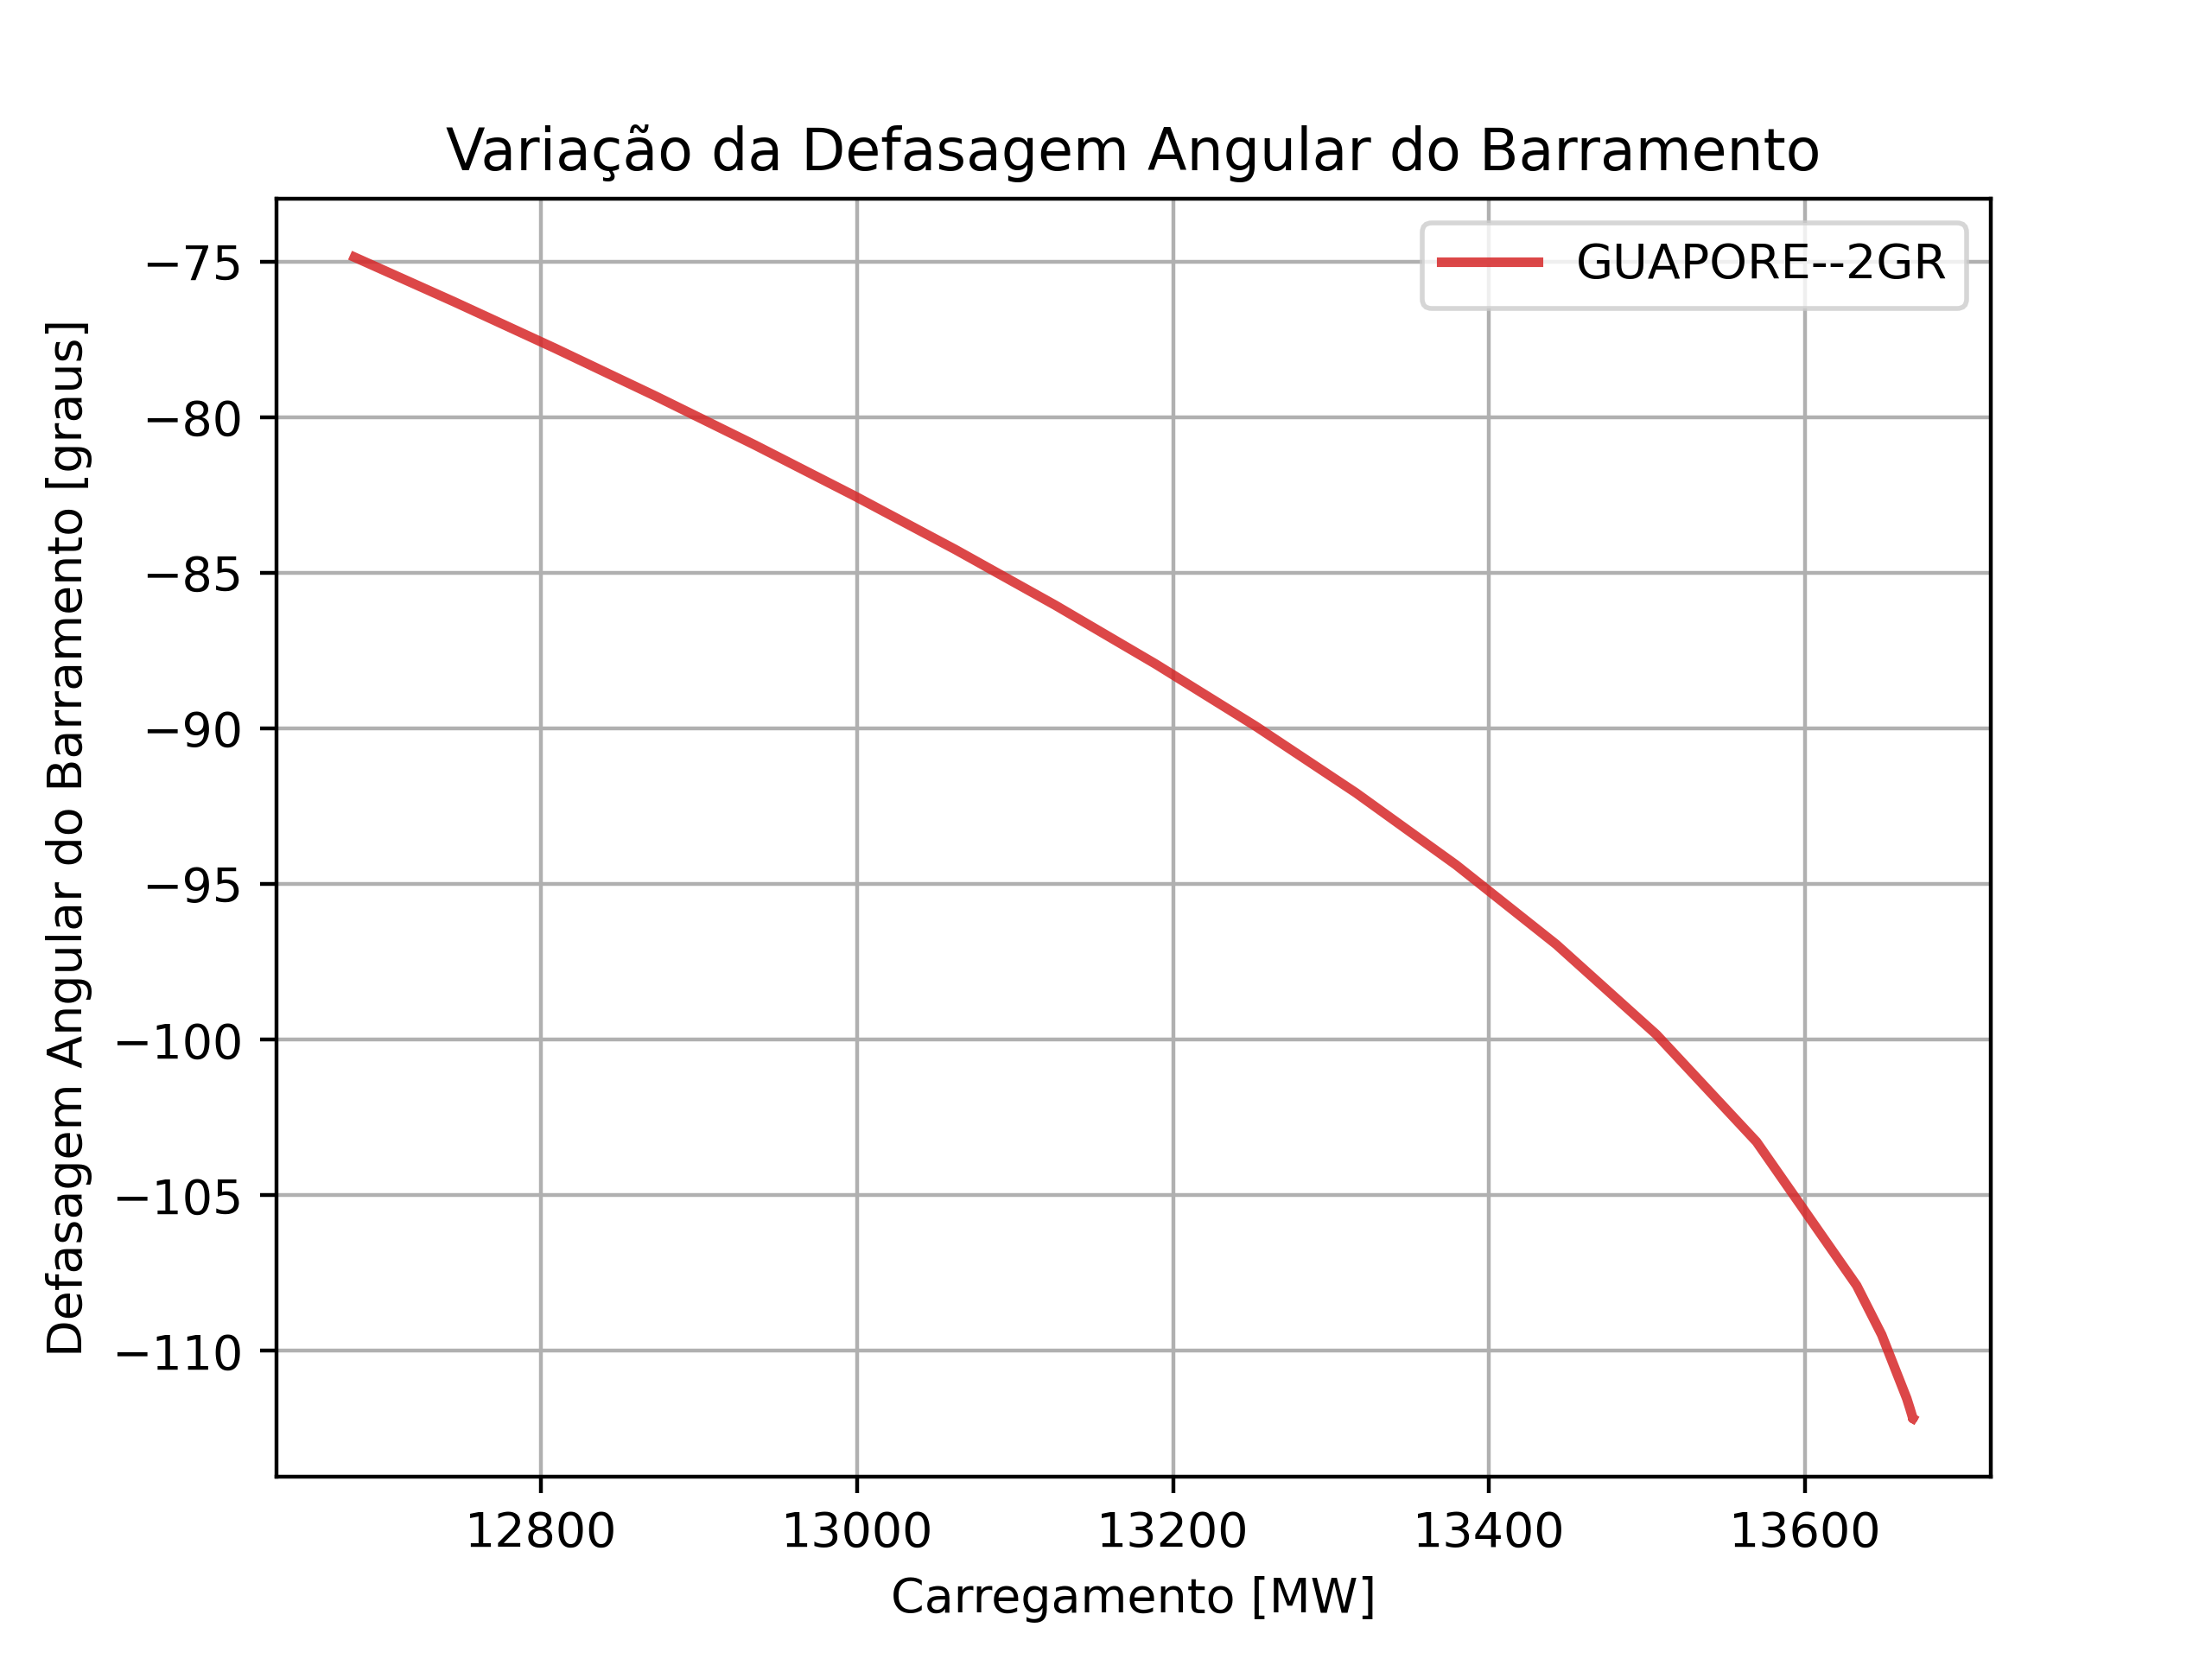 Variação da Defasagem Angular do Barramento
GUAPORE--2GR
Defasagem Angular do Barramento [graus]
−75
−80
−85
−90
−95
−100
−105
−110
12800 13000 13200 13400 13600
Carregamento [MW]